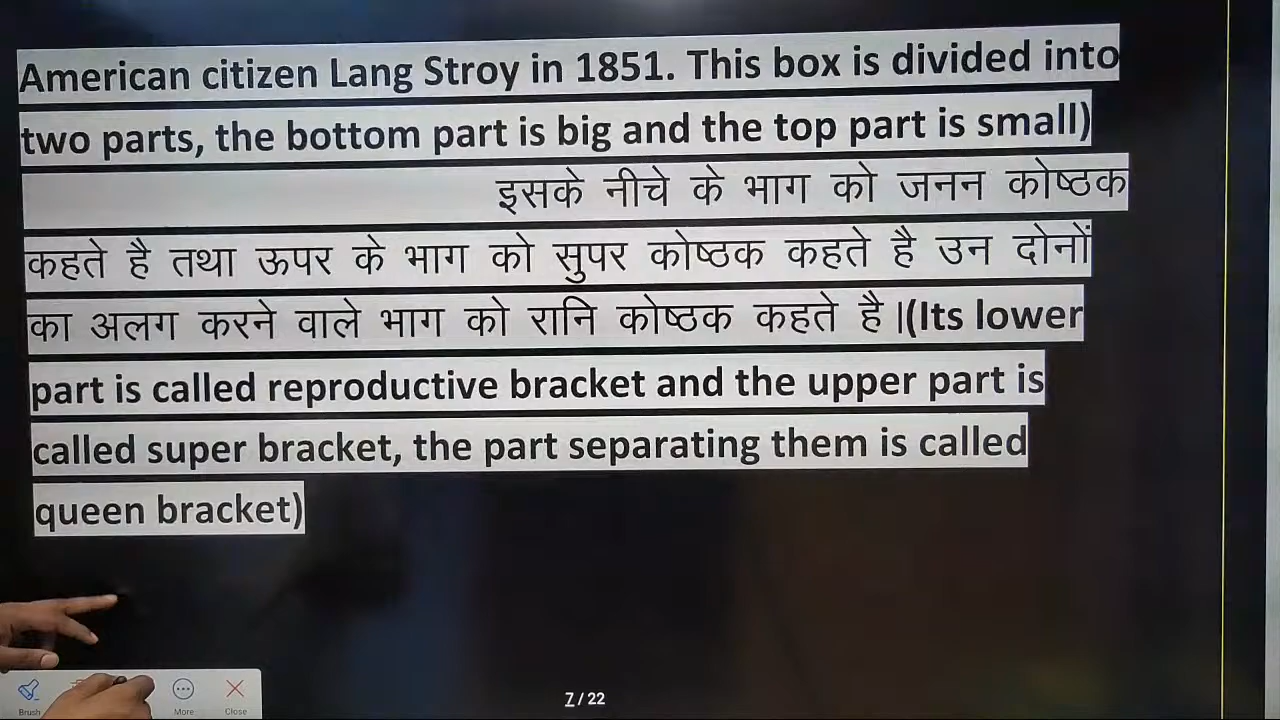 American citizen Lang Stroy in 1851. This box is divided into
two parts, the bottom part is big and the top part is small)
इसके नीचे के भाग को जनन कोष्ठक
कहते है तथा ऊपर के भाग को सुपर कोष्ठक कहते है उन दोनों
का अलग करने वाले भाग को रानि कोष्ठक कहते है |(Its lower
part is called reproductive bracket and the upper part is
called super bracket, the part separating them is called
queen bracket)
Brush More Close
7 / 22